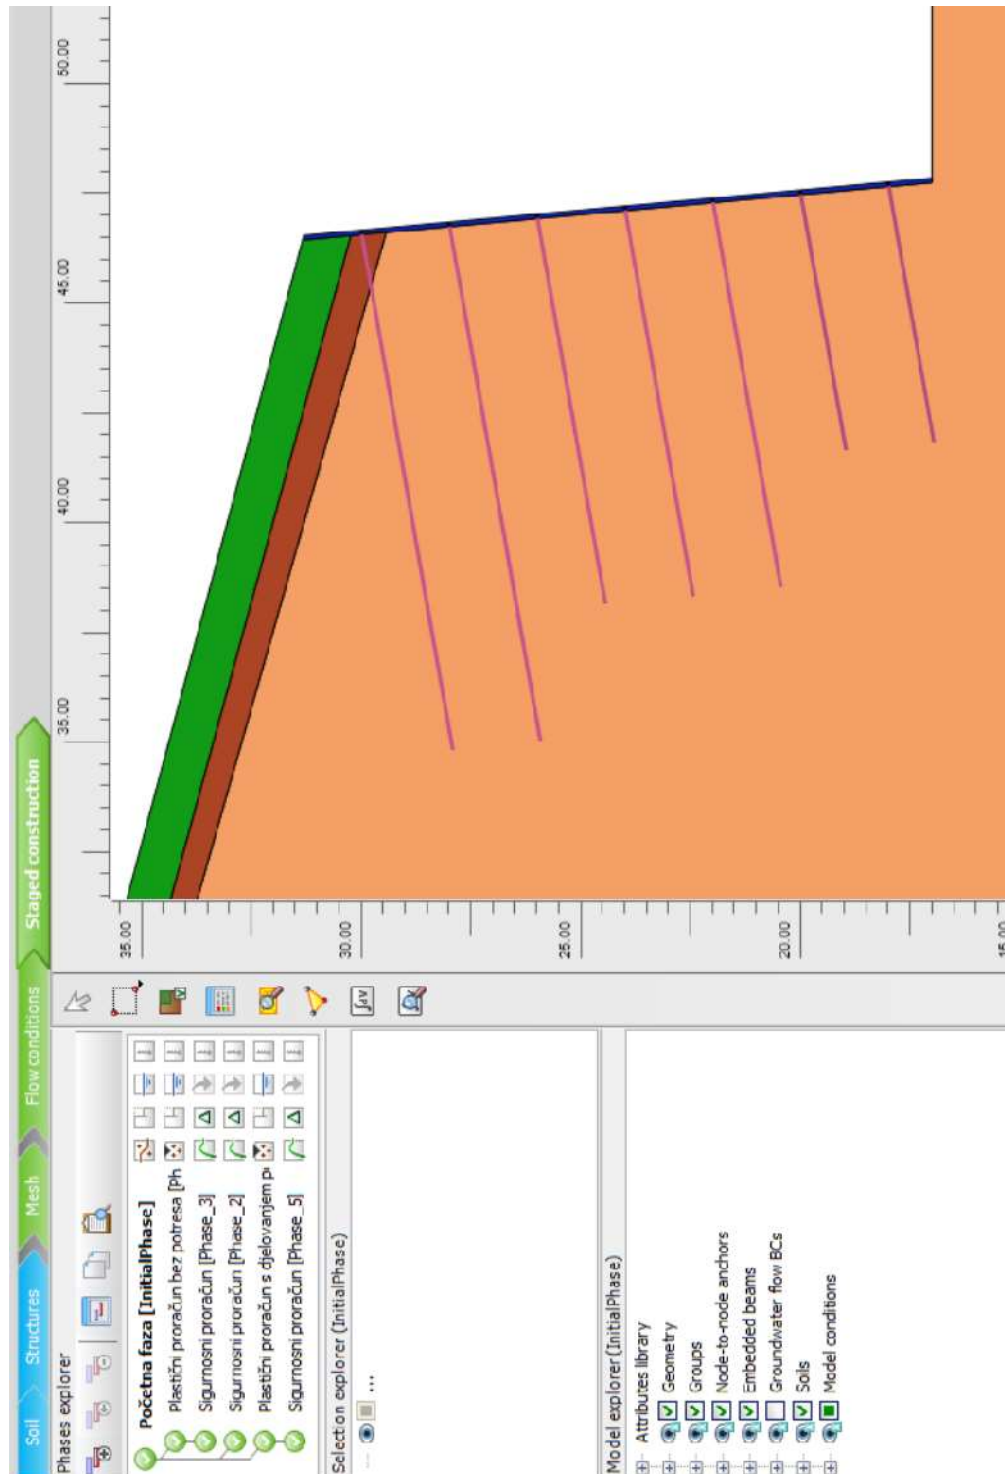 Soil
Structures
Mesh
Flow conditions
Staged construction
Phases explorer
Početna faza [InitialPhase]
Plastični proračun bez potresa [Ph
Sigurnosni proračun [Phase_3]
Sigurnosni proračun [Phase_2]
Plastični proračun s djelovanjem p
Sigurnosni proračun [Phase_5]
Selection explorer (InitialPhase)
...
Model explorer (InitialPhase)
Attributes library
Geometry
Groups
Node-to-node anchors
Embedded beams
Groundwater flow BCs
Soils
Model conditions
35.00
40.00
45.00
50.00
35.00
30.00
25.00
20.00
15.00